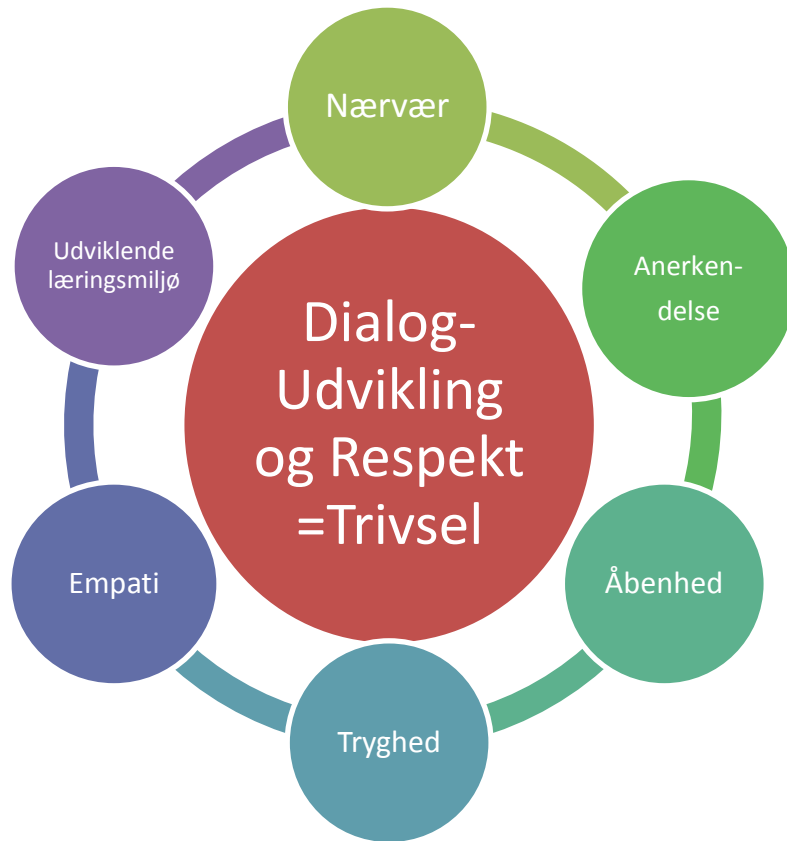 Nærvær
Anerken-
delse
Åbenhed
Tryghed
Empati
Udviklende
læringsmiljø
Dialog-
Udvikling
og Respekt
=Trivsel